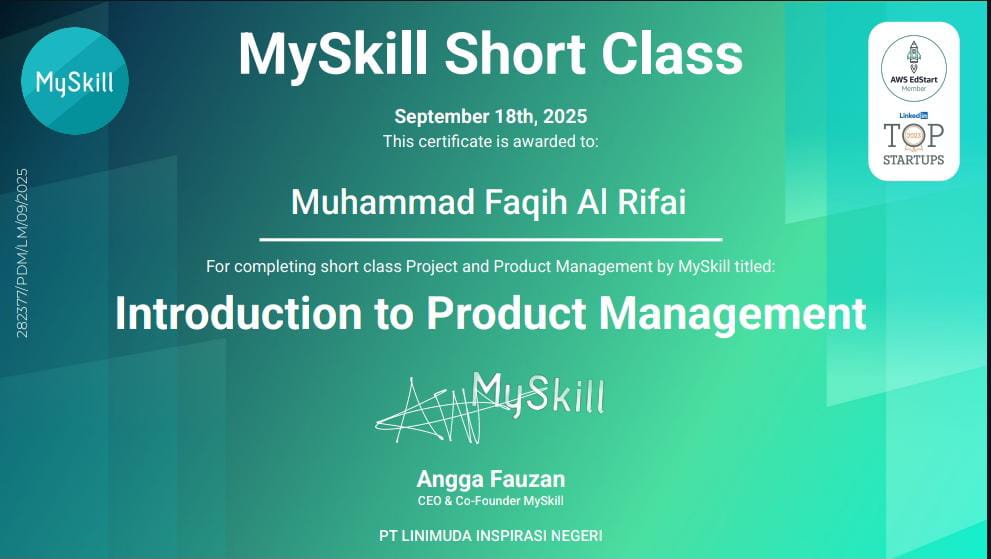 MySkill
MySkill Short Class
AWS EdStart
Member
LinkedIn
TOP
2023
STARTUPS
September 18th, 2025
This certificate is awarded to:
Muhammad Faqih Al Rifai
282377/PDM/LM/09/2025
For completing short class Project and Product Management by MySkill titled:
Introduction to Product Management
MySkill
Angga Fauzan
CEO & Co-Founder MySkill
PT LINIMUDA INSPIRASI NEGERI